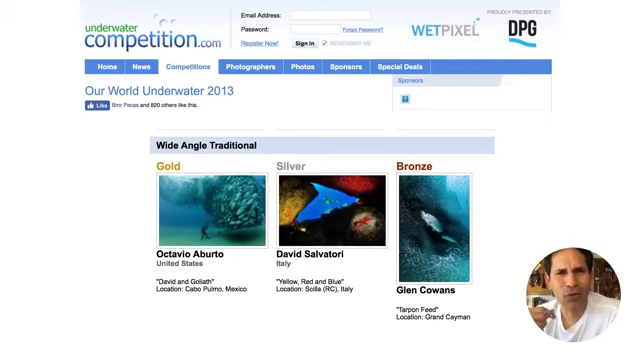 underwater
competition.com
Email Address:
Password:
Forgot Password?
Register Now!
Sign In
REMEMBER ME
PROUDLY PRESENTED BY:
WETPIXEL
DPG
Home
News
Competitions
Photographers
Photos
Sponsors
Special Deals
Our World Underwater 2013
Like
Bmr Pecas and 820 others like this.
Sponsors
Wide Angle Traditional
Gold
Silver
Bronze
Octavio Aburto
United States
"David and Goliath"
Location: Cabo Pulmo, Mexico
David Salvatori
Italy
"Yellow, Red and Blue"
Location: Scilla (RC), Italy
Glen Cowans
"Tarpon Feed"
Location: Grand Cayman